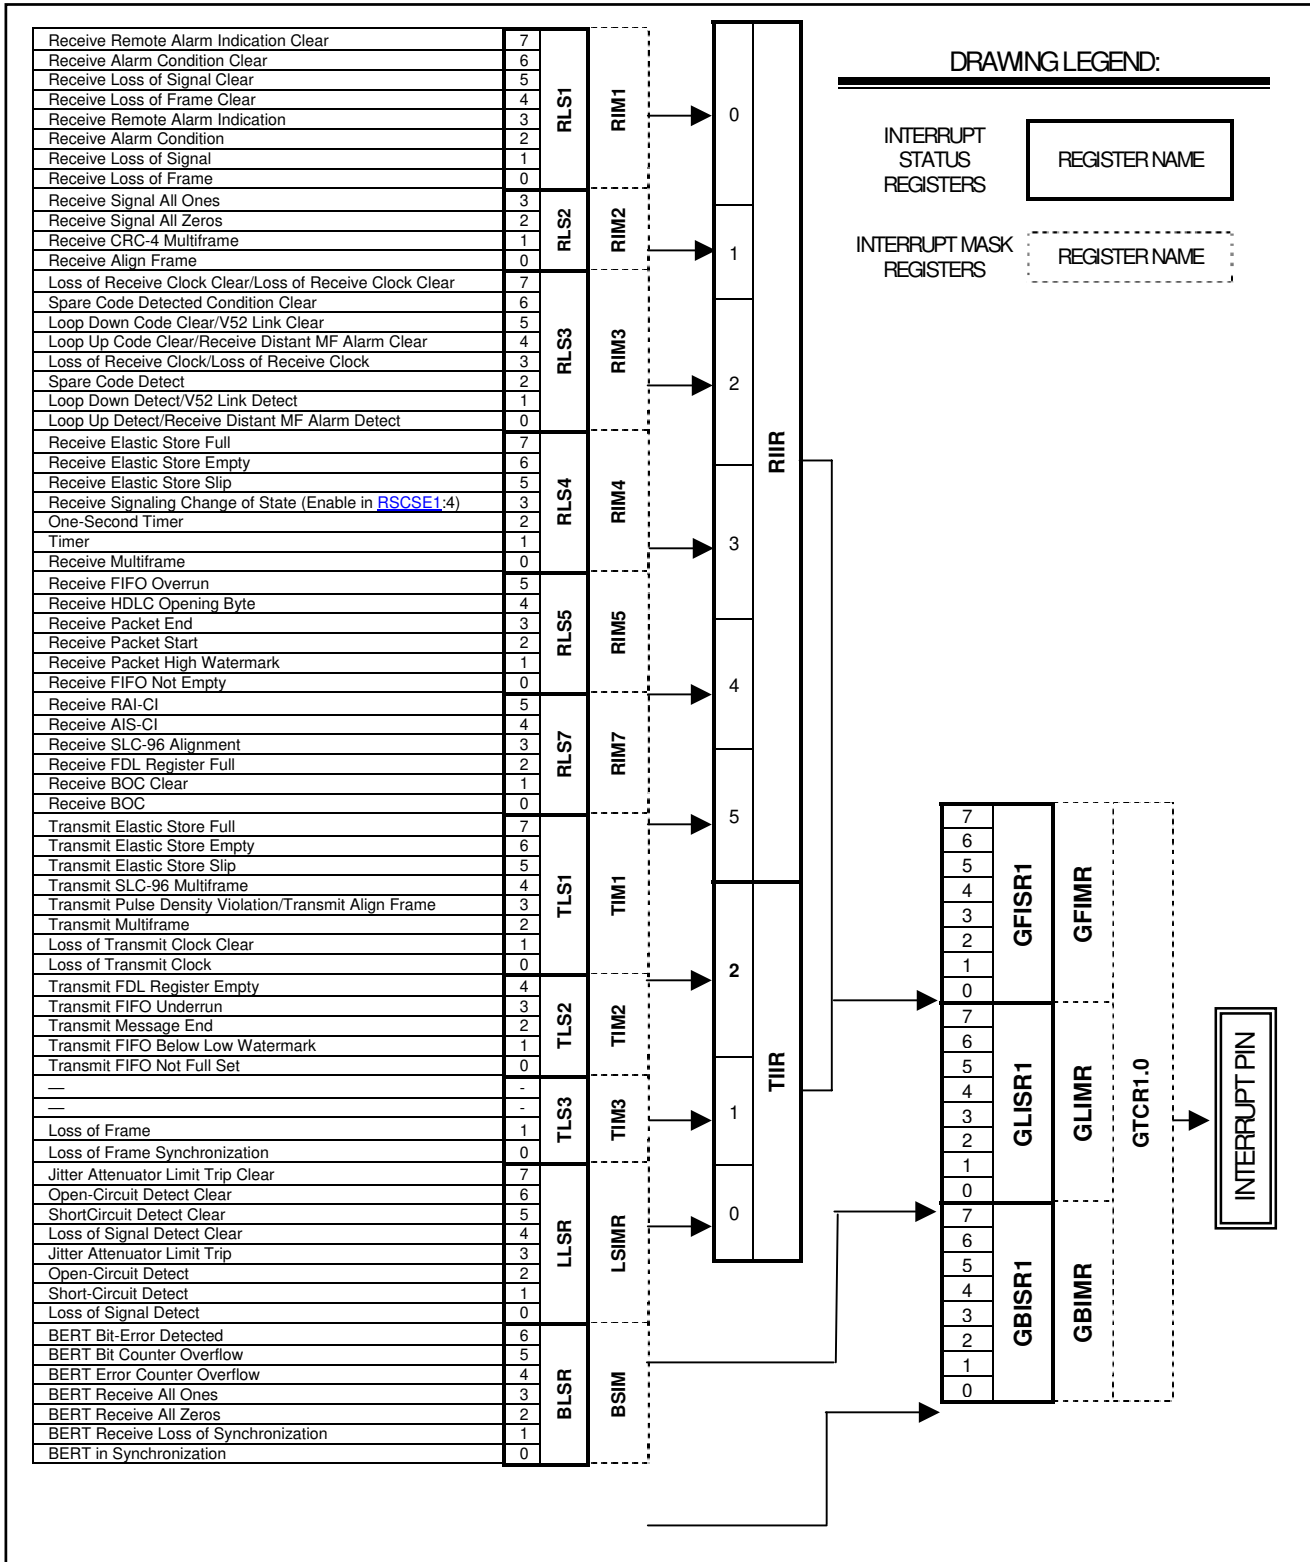 Receive Remote Alarm Indication Clear 7
Receive Alarm Condition Clear 6
Receive Loss of Signal Clear 5
Receive Loss of Frame Clear 4
Receive Remote Alarm Indication 3
Receive Alarm Condition 2
Receive Loss of Signal 1
Receive Loss of Frame 0
RLS1
RIM1
Receive Signal All Ones 3
Receive Signal All Zeros 2
Receive CRC-4 Multiframe 1
Receive Align Frame 0
RLS2
RIM2
Loss of Receive Clock Clear/Loss of Receive Clock Clear 7
Spare Code Detected Condition Clear 6
Loop Down Code Clear/V52 Link Clear 5
Loop Up Code Clear/Receive Distant MF Alarm Clear 4
Loss of Receive Clock/Loss of Receive Clock 3
Spare Code Detect 2
Loop Down Detect/V52 Link Detect 1
Loop Up Detect/Receive Distant MF Alarm Detect 0
RLS3
RIM3
Receive Elastic Store Full 7
Receive Elastic Store Empty 6
Receive Elastic Store Slip 5
Receive Signaling Change of State (Enable in RSCSE1:4) 3
One-Second Timer 2
Timer 1
Receive Multiframe 0
RLS4
RIM4
Receive FIFO Overrun 5
Receive HDLC Opening Byte 4
Receive Packet End 3
Receive Packet Start 2
Receive Packet High Watermark 1
Receive FIFO Not Empty 0
RLS5
RIM5
Receive RAI-CI 5
Receive AIS-CI 4
Receive SLC-96 Alignment 3
Receive FDL Register Full 2
Receive BOC Clear 1
Receive BOC 0
RLS7
RIM7
Transmit Elastic Store Full 7
Transmit Elastic Store Empty 6
Transmit Elastic Store Slip 5
Transmit SLC-96 Multiframe 4
Transmit Pulse Density Violation/Transmit Align Frame 3
Transmit Multiframe 2
Loss of Transmit Clock Clear 1
Loss of Transmit Clock 0
TLS1
TIM1
Transmit FDL Register Empty 4
Transmit FIFO Underrun 3
Transmit Message End 2
Transmit FIFO Below Low Watermark 1
Transmit FIFO Not Full Set 0
TLS2
TIM2
— -
— -
Loss of Frame 1
Loss of Frame Synchronization 0
TLS3
TIM3
Jitter Attenuator Limit Trip Clear 7
Open-Circuit Detect Clear 6
ShortCircuit Detect Clear 5
Loss of Signal Detect Clear 4
Jitter Attenuator Limit Trip 3
Open-Circuit Detect 2
Short-Circuit Detect 1
Loss of Signal Detect 0
LLSR
LSIMR
BERT Bit-Error Detected 6
BERT Bit Counter Overflow 5
BERT Error Counter Overflow 4
BERT Receive All Ones 3
BERT Receive All Zeros 2
BERT Receive Loss of Synchronization 1
BERT in Synchronization 0
BLSR
BSIM
0
1
2
3
4
5
RIIR
2
1
0
TIIR
DRAWING LEGEND:
INTERRUPT
STATUS
REGISTERS
REGISTER NAME
INTERRUPT MASK
REGISTERS
REGISTER NAME
7
6
5
4
3
2
1
0
GFISR1
GFIMR
7
6
5
4
3
2
1
0
GLISR1
GLIMR
7
6
5
4
3
2
1
0
GBISR1
GBIMR
GTCR1.0
INTERRUPT PIN